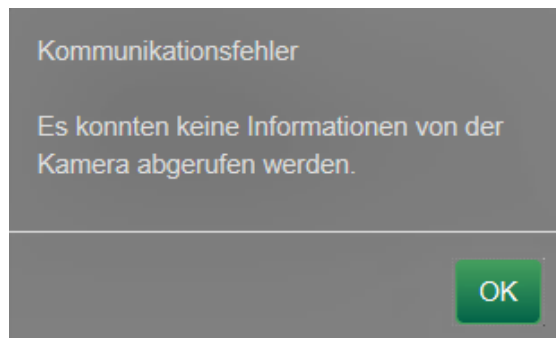 Kommunikationsfehler
Es konnten keine Informationen von der
Kamera abgerufen werden.
OK